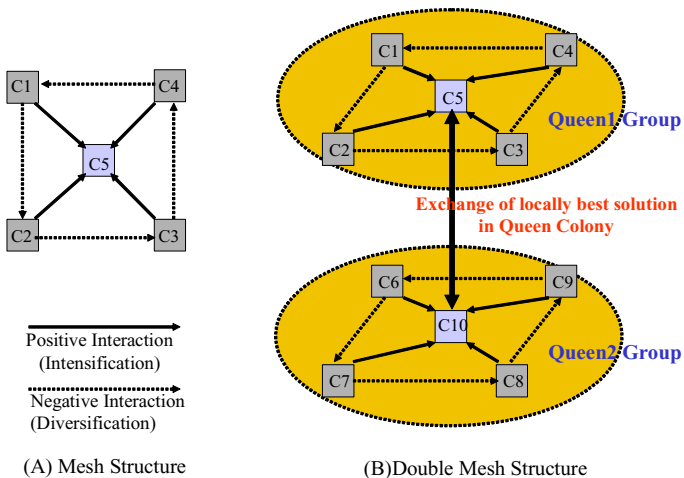 C1
C4
C5
C2
C3
Positive Interaction
(Intensification)
Negative Interaction
(Diversification)
(A) Mesh Structure
C1
C4
C5
Queen1 Group
C2
C3
Exchange of locally best solution
in Queen Colony
C6
C9
C10
Queen2 Group
C7
C8
(B)Double Mesh Structure